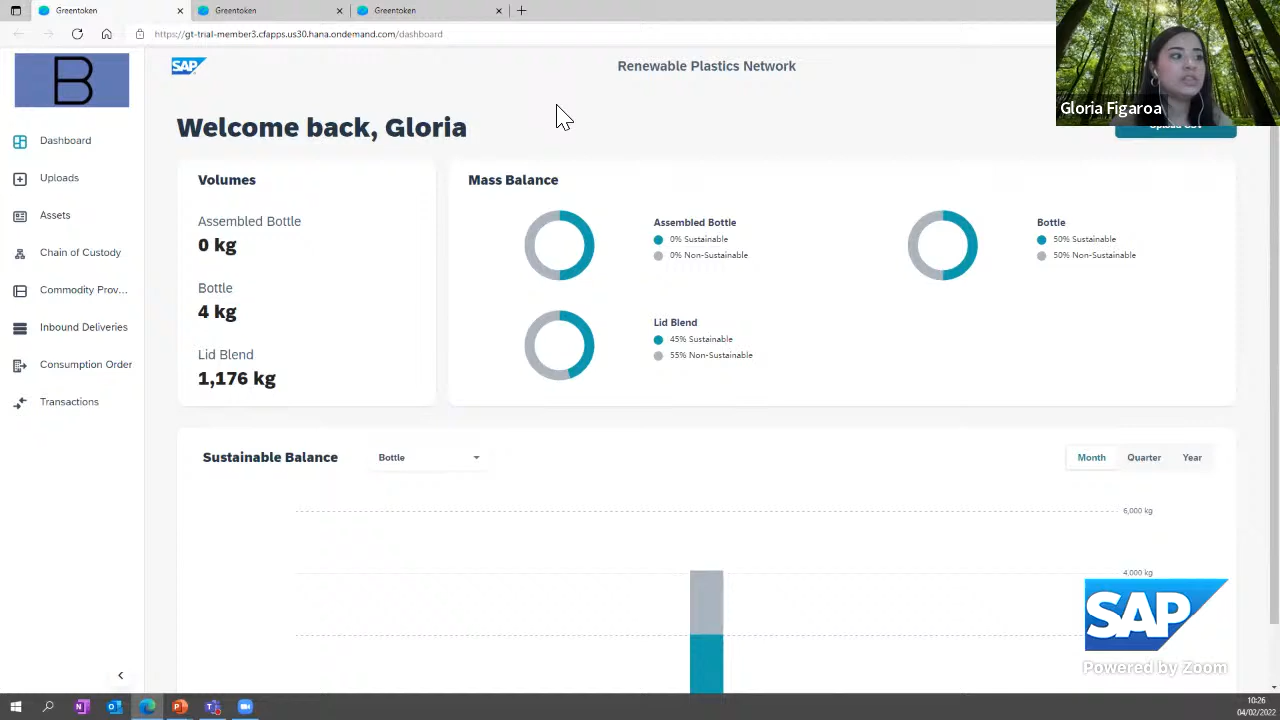 Greentoken
Greentoken
Greentoken
https://gt-trial-member3.cfapps.us30.hana.ondemand.com/dashboard
B
SAP
Renewable Plastics Network
Gloria Figaroa
Upload CSV
Welcome back, Gloria
Dashboard
Uploads
Assets
Chain of Custody
Commodity Prov...
Inbound Deliveries
Consumption Order
Transactions
Volumes
Assembled Bottle
0 kg
Bottle
4 kg
Lid Blend
1,176 kg
Mass Balance
Assembled Bottle
0% Sustainable
0% Non-Sustainable
Bottle
50% Sustainable
50% Non-Sustainable
Lid Blend
45% Sustainable
55% Non-Sustainable
Sustainable Balance
Bottle
Month Quarter Year
6,000 kg
4,000 kg
SAP
Powered by Zoom
10:26
04/02/2022